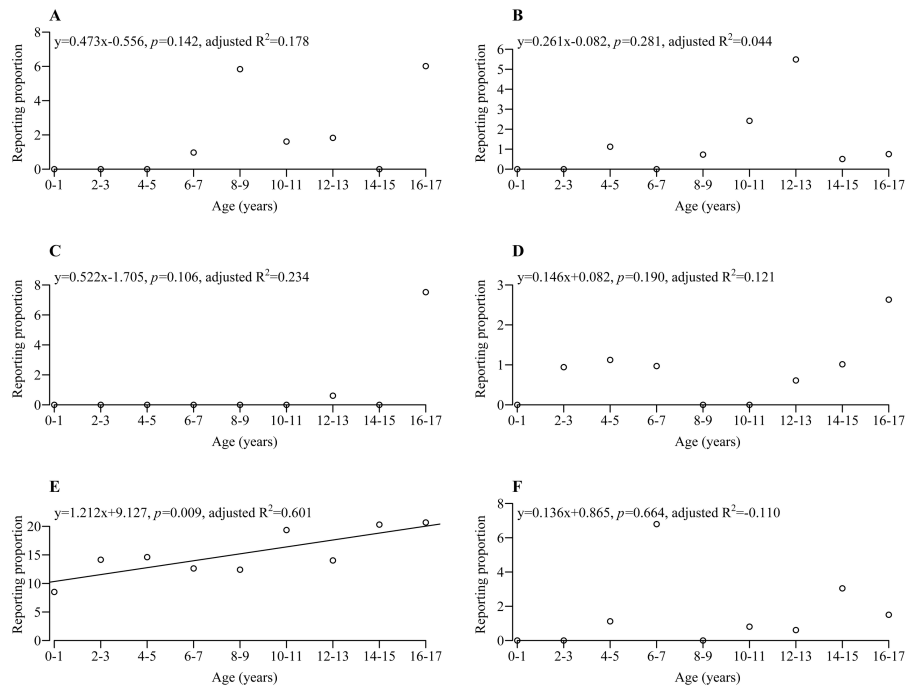 A
y=0.473x-0.556, p=0.142, adjusted R²=0.178
Reporting proportion
8
6
4
2
0
0-1 2-3 4-5 6-7 8-9 10-11 12-13 14-15 16-17
Age (years)
B
y=0.261x-0.082, p=0.281, adjusted R²=0.044
Reporting proportion
6
5
4
3
2
1
0
0-1 2-3 4-5 6-7 8-9 10-11 12-13 14-15 16-17
Age (years)
C
y=0.522x-1.705, p=0.106, adjusted R²=0.234
Reporting proportion
8
6
4
2
0
0-1 2-3 4-5 6-7 8-9 10-11 12-13 14-15 16-17
Age (years)
D
y=0.146x+0.082, p=0.190, adjusted R²=0.121
Reporting proportion
3
2
1
0
0-1 2-3 4-5 6-7 8-9 10-11 12-13 14-15 16-17
Age (years)
E
y=1.212x+9.127, p=0.009, adjusted R²=0.601
Reporting proportion
20
15
10
5
0
0-1 2-3 4-5 6-7 8-9 10-11 12-13 14-15 16-17
Age (years)
F
y=0.136x+0.865, p=0.664, adjusted R²=-0.110
Reporting proportion
8
6
4
2
0
0-1 2-3 4-5 6-7 8-9 10-11 12-13 14-15 16-17
Age (years)